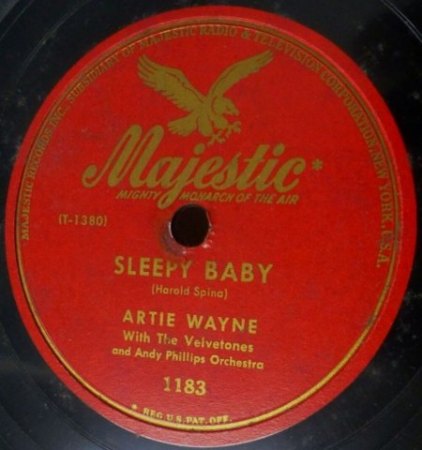 MAJESTIC RECORDS INC. SUBSIDIARY OF MAJESTIC RADIO & TELEVISION CORPORATION, NEW YORK, U.S.A.
Majestic*
MIGHTY MONARCH OF THE AIR
(T-1380)
SLEEPY BABY
(Harold Spina)
ARTIE WAYNE
With The Velvetones
and Andy Phillips Orchestra
1183
* REG U.S. PAT. OFF.